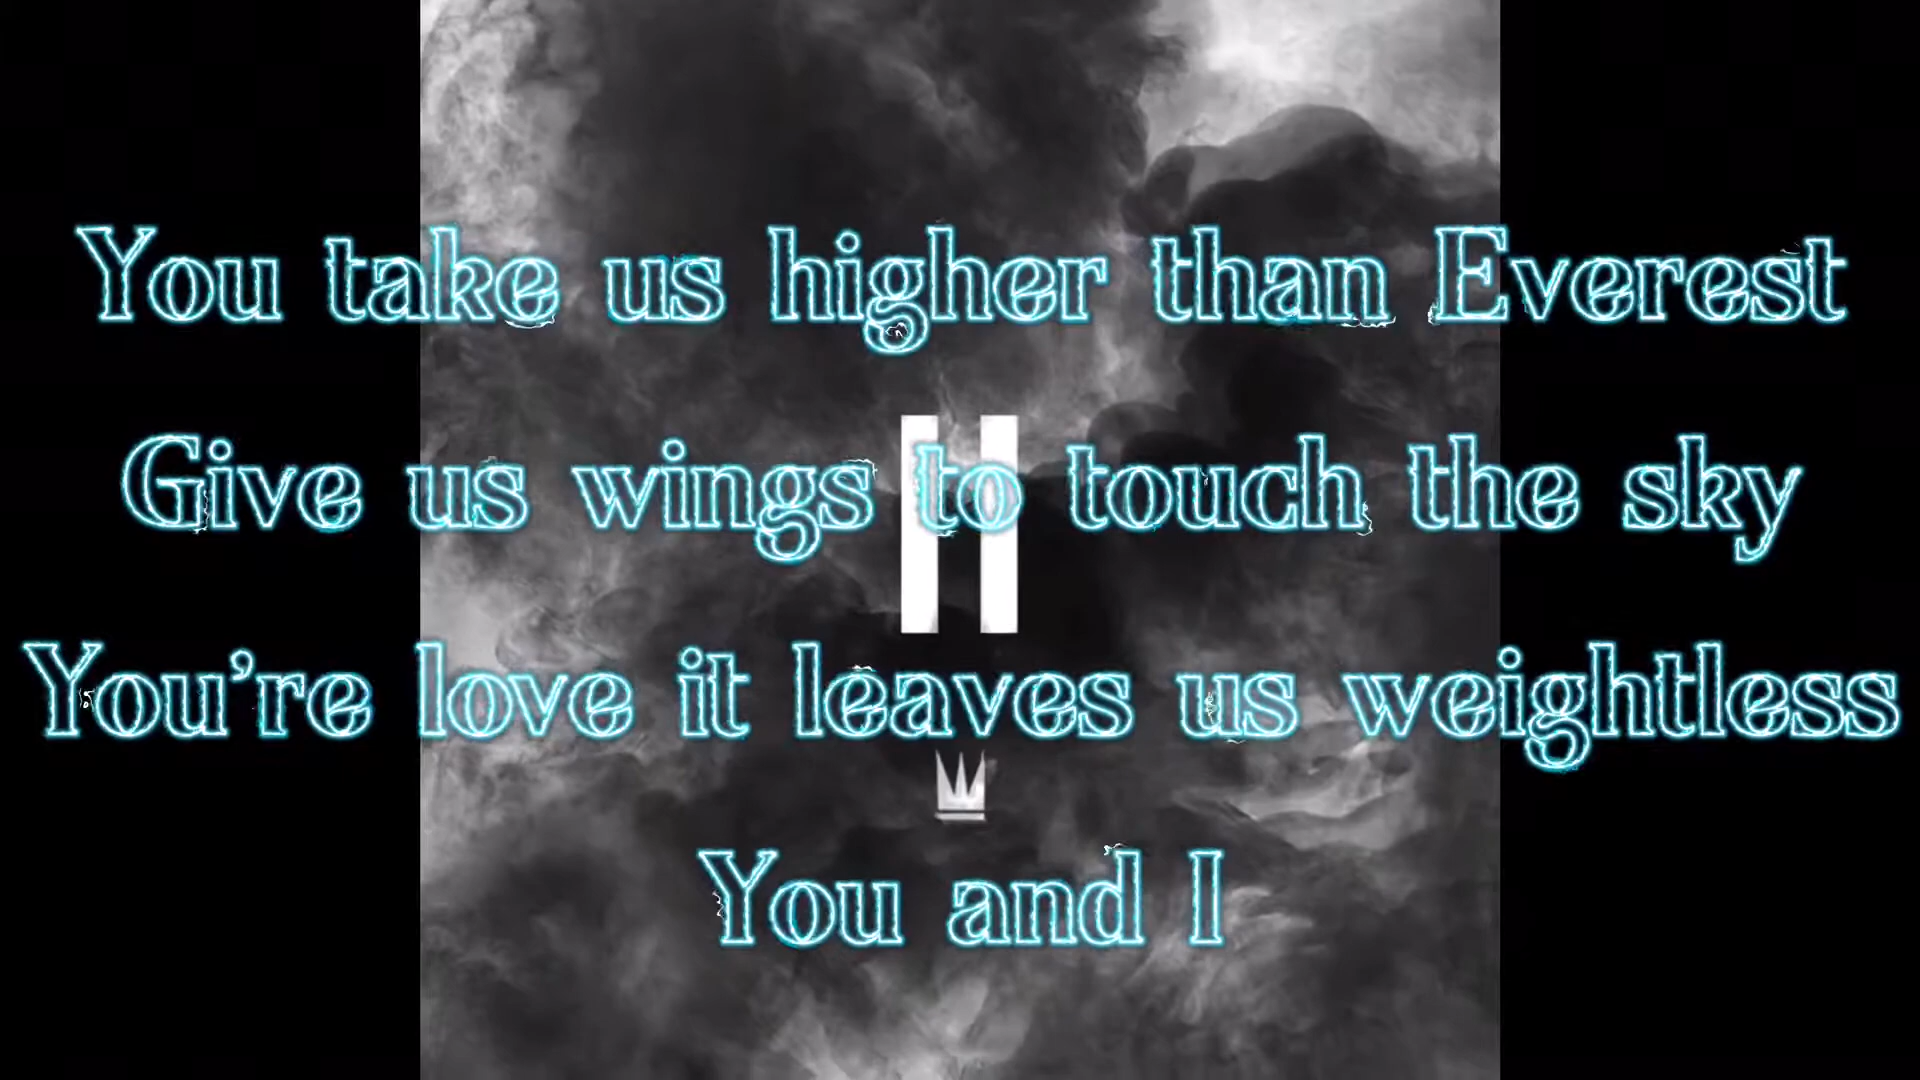 You take us higher than Everest
Give us wings to touch the sky
You’re love it leaves us weightless
You and I